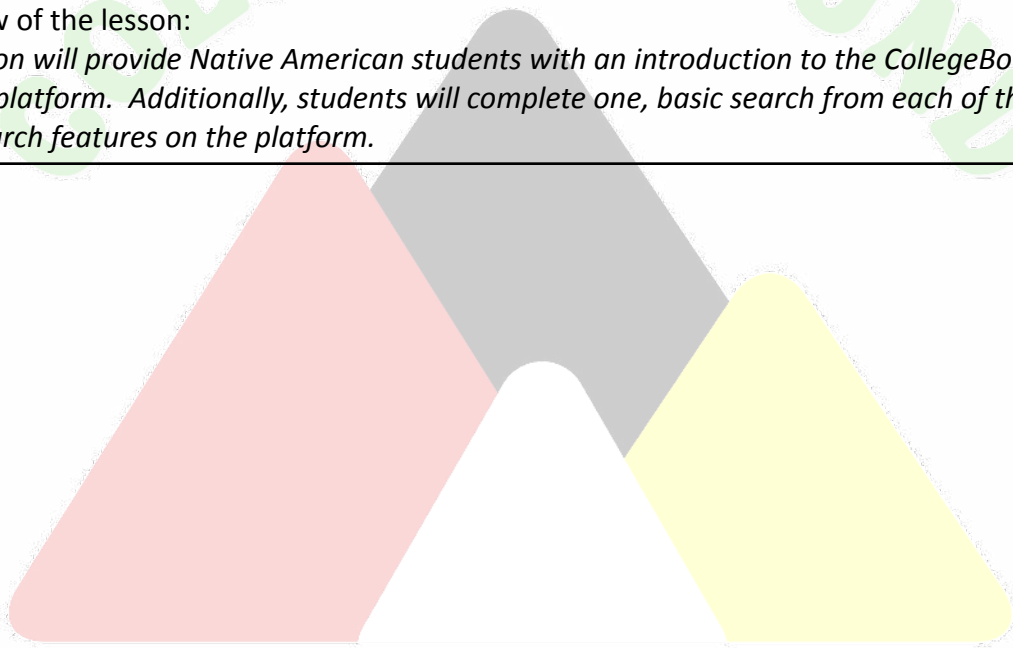 w of the lesson:
on will provide Native American students with an introduction to the CollegeBo
platform. Additionally, students will complete one, basic search from each of th
rch features on the platform.